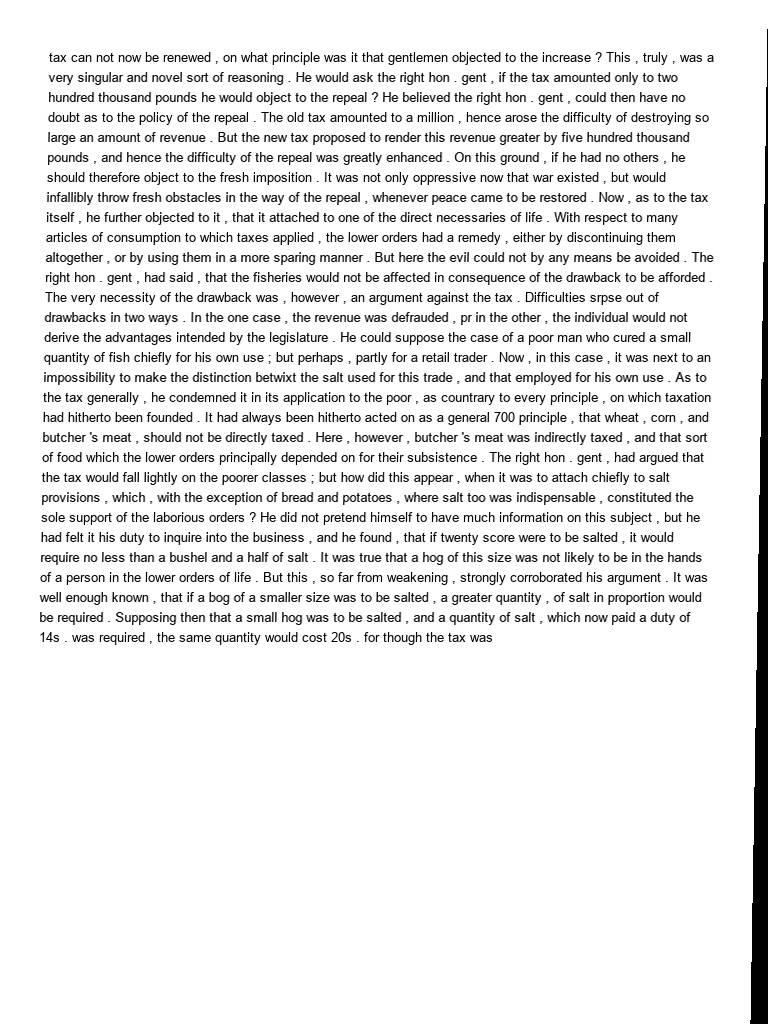 tax can not now be renewed , on what principle was it that gentlemen objected to the increase ? This , truly , was a
very singular and novel sort of reasoning . He would ask the right hon . gent , if the tax amounted only to two
hundred thousand pounds he would object to the repeal ? He believed the right hon . gent , could then have no
doubt as to the policy of the repeal . The old tax amounted to a million , hence arose the difficulty of destroying so
large an amount of revenue . But the new tax proposed to render this revenue greater by five hundred thousand
pounds , and hence the difficulty of the repeal was greatly enhanced . On this ground , if he had no others , he
should therefore object to the fresh imposition . It was not only oppressive now that war existed , but would
infallibly throw fresh obstacles in the way of the repeal , whenever peace came to be restored . Now , as to the tax
itself , he further objected to it , that it attached to one of the direct necessaries of life . With respect to many
articles of consumption to which taxes applied , the lower orders had a remedy , either by discontinuing them
altogether , or by using them in a more sparing manner . But here the evil could not by any means be avoided . The
right hon . gent , had said , that the fisheries would not be affected in consequence of the drawback to be afforded .
The very necessity of the drawback was , however , an argument against the tax . Difficulties srpse out of
drawbacks in two ways . In the one case , the revenue was defrauded , pr in the other , the individual would not
derive the advantages intended by the legislature . He could suppose the case of a poor man who cured a small
quantity of fish chiefly for his own use ; but perhaps , partly for a retail trader . Now , in this case , it was next to an
impossibility to make the distinction betwixt the salt used for this trade , and that employed for his own use . As to
the tax generally , he condemned it in its application to the poor , as countrary to every principle , on which taxation
had hitherto been founded . It had always been hitherto acted on as a general 700 principle , that wheat , corn , and
butcher 's meat , should not be directly taxed . Here , however , butcher 's meat was indirectly taxed , and that sort
of food which the lower orders principally depended on for their subsistence . The right hon . gent , had argued that
the tax would fall lightly on the poorer classes ; but how did this appear , when it was to attach chiefly to salt
provisions , which , with the exception of bread and potatoes , where salt too was indispensable , constituted the
sole support of the laborious orders ? He did not pretend himself to have much information on this subject , but he
had felt it his duty to inquire into the business , and he found , that if twenty score were to be salted , it would
require no less than a bushel and a half of salt . It was true that a hog of this size was not likely to be in the hands
of a person in the lower orders of life . But this , so far from weakening , strongly corroborated his argument . It was
well enough known , that if a bog of a smaller size was to be salted , a greater quantity , of salt in proportion would
be required . Supposing then that a small hog was to be salted , and a quantity of salt , which now paid a duty of
14s . was required , the same quantity would cost 20s . for though the tax was